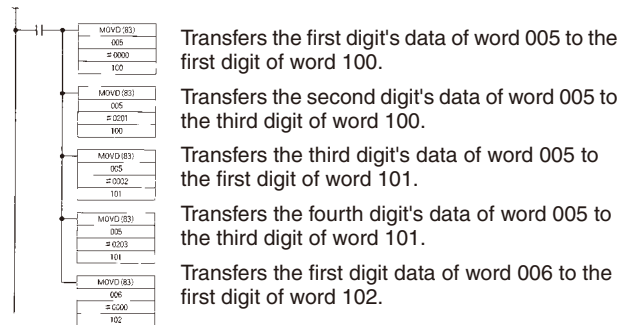 MOVD (83)
005
#0000
100
Transfers the first digit's data of word 005 to the
first digit of word 100.
MOVD (83)
005
#0201
100
Transfers the second digit's data of word 005 to
the third digit of word 100.
MOVD (83)
005
#0002
101
Transfers the third digit's data of word 005 to
the first digit of word 101.
MOVD (83)
005
#0203
101
Transfers the fourth digit's data of word 005 to
the third digit of word 101.
MOVD (83)
006
#0000
102
Transfers the first digit data of word 006 to the
first digit of word 102.